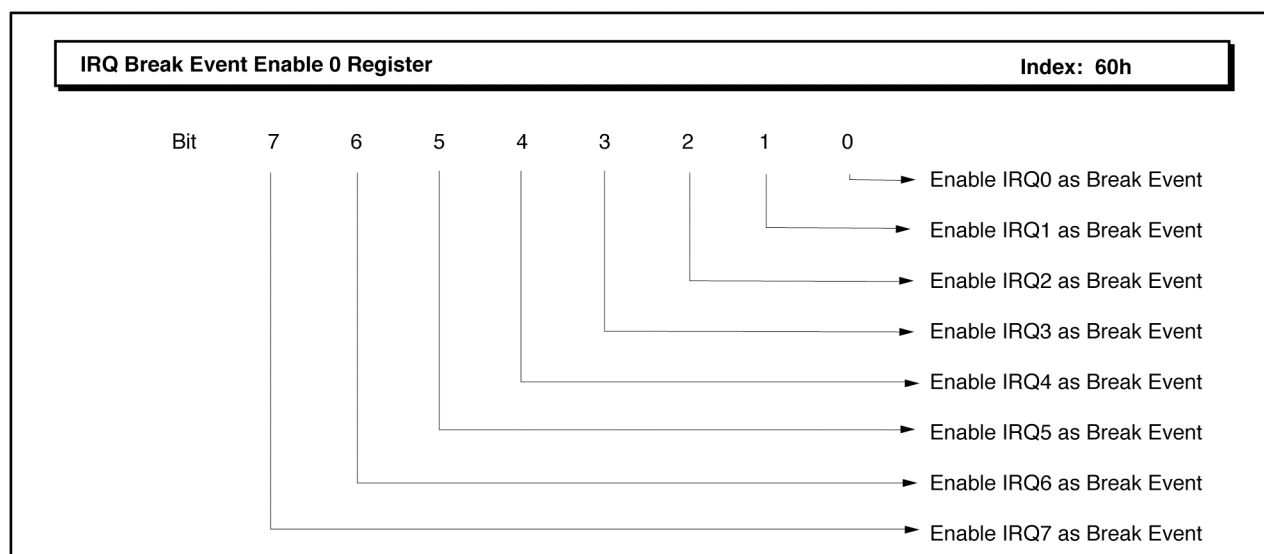 IRQ Break Event Enable 0 Register Index: 60h
Bit 7 6 5 4 3 2 1 0
Enable IRQ0 as Break Event
Enable IRQ1 as Break Event
Enable IRQ2 as Break Event
Enable IRQ3 as Break Event
Enable IRQ4 as Break Event
Enable IRQ5 as Break Event
Enable IRQ6 as Break Event
Enable IRQ7 as Break Event